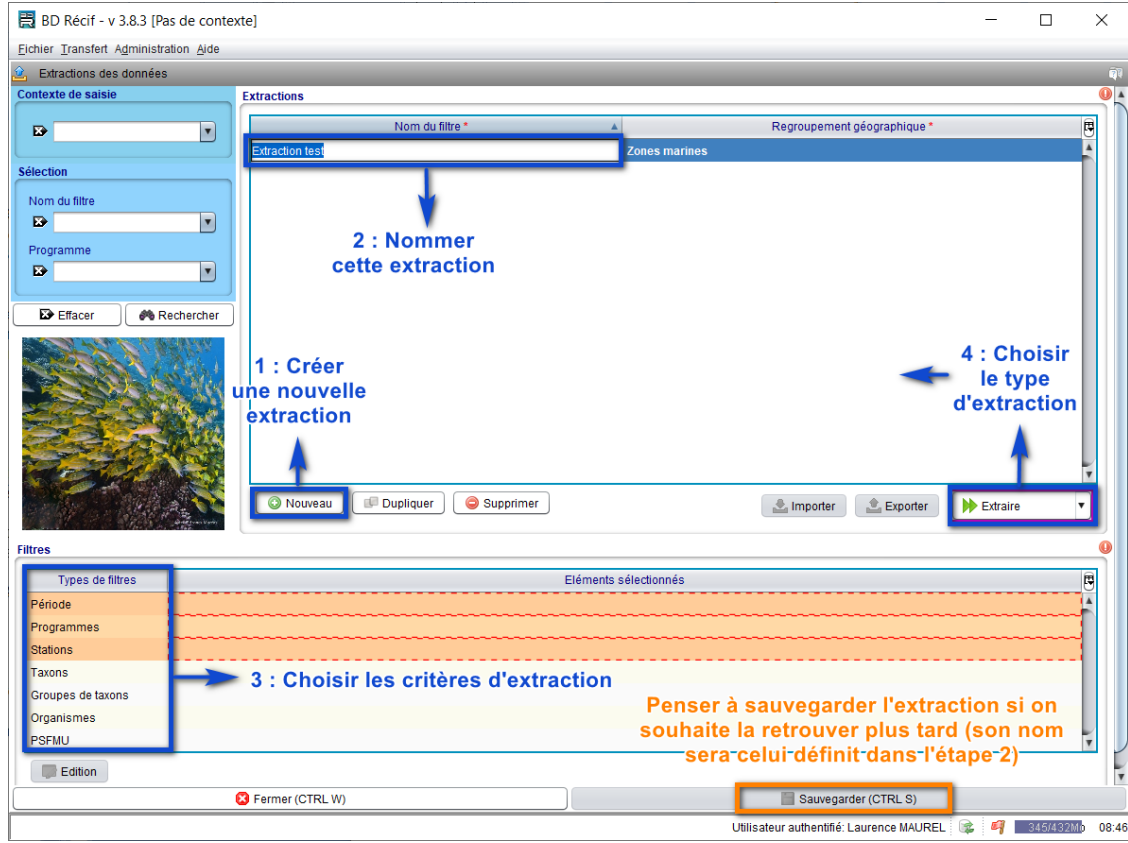 BD Récif - v 3.8.3 [Pas de contexte]
Fichier Transfert Administration Aide
Extractions des données
Contexte de saisie
Sélection
Nom du filtre
Programme
Effacer
Rechercher
Extractions
Nom du filtre *
Regroupement géographique *
Extraction test
Zones marines
2 : Nommer
cette extraction
1 : Créer
une nouvelle
extraction
4 : Choisir
le type
d'extraction
Nouveau
Dupliquer
Supprimer
Importer
Exporter
Extraire
Filtres
Types de filtres
Eléments sélectionnés
Période
Programmes
Stations
Taxons
Groupes de taxons
Organismes
PSFMU
3 : Choisir les critères d'extraction
Penser à sauvegarder l'extraction si on
souhaite la retrouver plus tard (son nom
sera celui définit dans l'étape 2)
Edition
Fermer (CTRL W)
Sauvegarder (CTRL S)
Utilisateur authentifié: Laurence MAUREL
345/432Mb
08:46